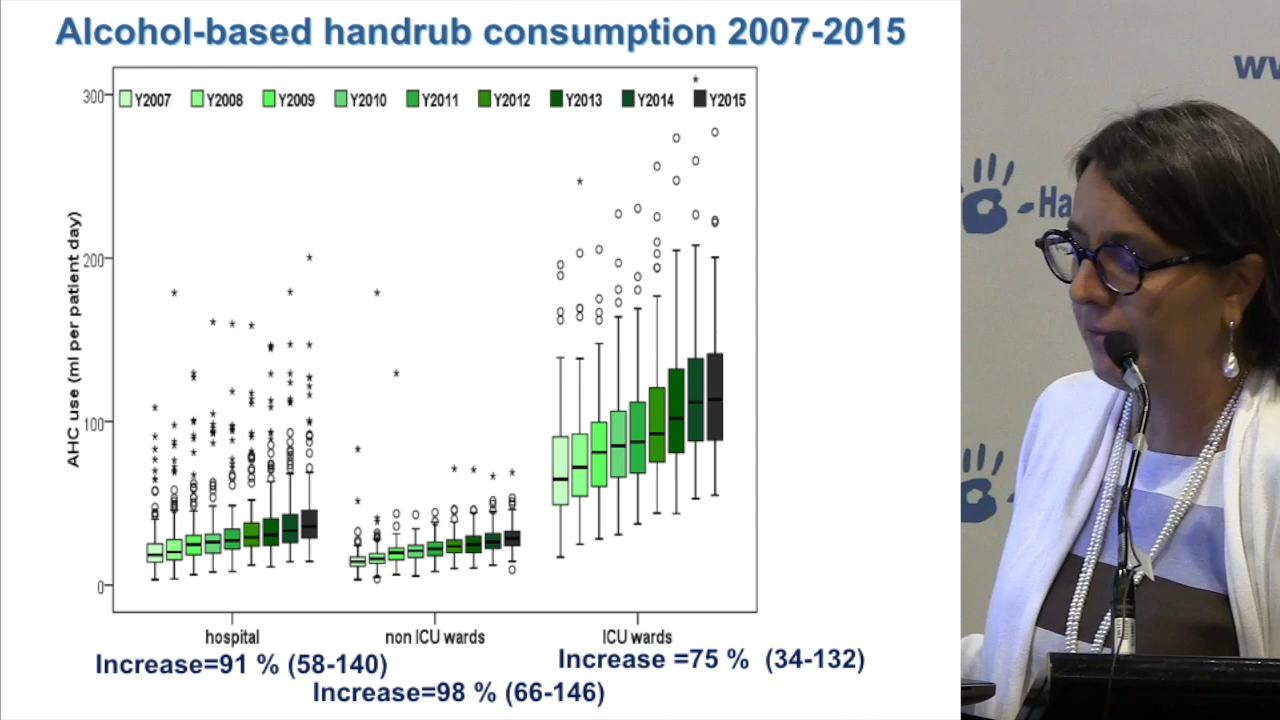 Alcohol-based handrub consumption 2007-2015
Y2007 Y2008 Y2009 Y2010 Y2011 Y2012 Y2013 Y2014 Y2015
AHC use (ml per patient day)
300
200
100
0
hospital non ICU wards ICU wards
Increase=91 % (58-140)
Increase=98 % (66-146)
Increase =75 % (34-132)
ww
-Ha
-